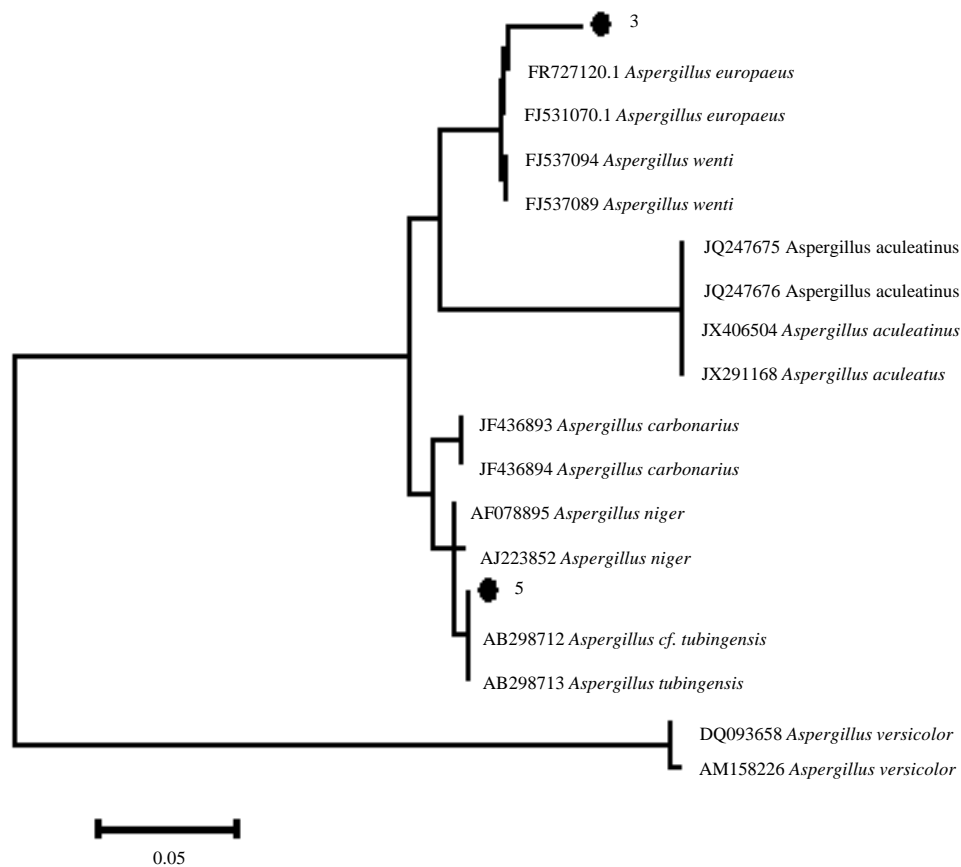 3
FR727120.1 Aspergillus europaeus
FJ531070.1 Aspergillus europaeus
FJ537094 Aspergillus wenti
FJ537089 Aspergillus wenti
JQ247675 Aspergillus aculeatinus
JQ247676 Aspergillus aculeatinus
JX406504 Aspergillus aculeatinus
JX291168 Aspergillus aculeatus
JF436893 Aspergillus carbonarius
JF436894 Aspergillus carbonarius
AF078895 Aspergillus niger
AJ223852 Aspergillus niger
5
AB298712 Aspergillus cf. tubingensis
AB298713 Aspergillus tubingensis
DQ093658 Aspergillus versicolor
AM158226 Aspergillus versicolor
0.05